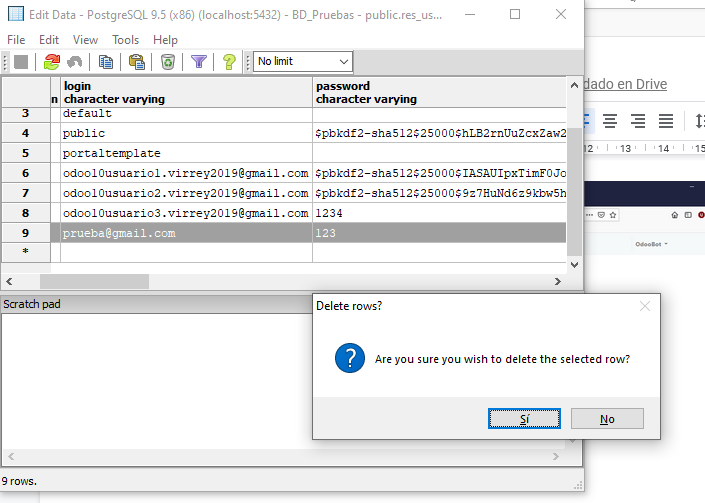 Edit Data - PostgreSQL 9.5 (x86) (localhost:5432) - BD_Pruebas - public.res_us...
File Edit View Tools Help
No limit
n login password
character varying character varying
3 default
4 public $pbkdf2-sha512$25000$hLB2rnUuZcxZaw2
5 portaltemplate
6 odoo10usuario1.virrey2019@gmail.com $pbkdf2-sha512$25000$IASAUIpxTimF0Jo
7 odoo10usuario2.virrey2019@gmail.com $pbkdf2-sha512$25000$9z7HuNd6z9kbw5h
8 odoo10usuario3.virrey2019@gmail.com 1234
9 prueba@gmail.com 123
*
Scratch pad
Delete rows?
Are you sure you wish to delete the selected row?
Sí No
9 rows.
dado en Drive
12 13 14 15
OdooBot